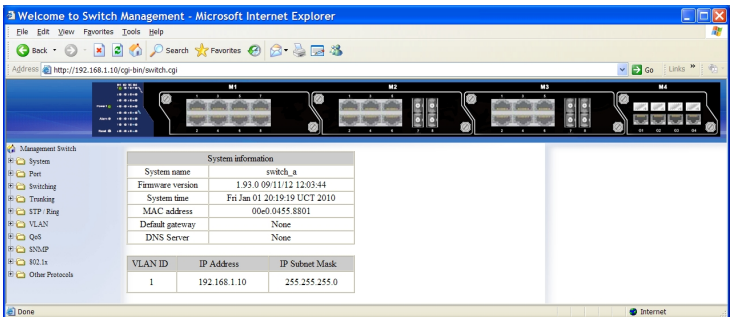 Welcome to Switch Management - Microsoft Internet Explorer
File Edit View Favorites Tools Help
Back Search Favorites
Address http://192.168.1.10/cgi-bin/switch.cgi Go Links »
M1 M2 M3 M4
Management Switch
System
Port
Switching
Trunking
STP / Ring
VLAN
QoS
SNMP
802.1x
Other Protocols
System information
System name switch_a
Firmware version 1.93.0 09/11/12 12:03:44
System time Fri Jan 01 20:19:19 UCT 2010
MAC address 00e0.0455.8801
Default gateway None
DNS Server None
VLAN ID IP Address IP Subnet Mask
1 192.168.1.10 255.255.255.0
Done Internet